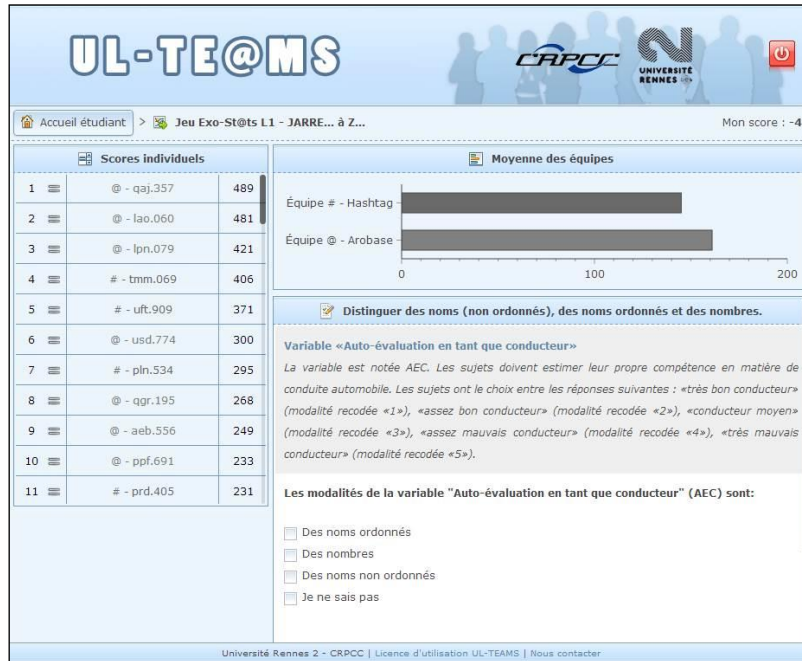 UL-TE@MS
CRPCC
UNIVERSITÉ
RENNES
Accueil étudiant > Jeu Exo-St@ts L1 - JARRE... à Z...
Mon score : -4
Scores individuels
1 @ - qaj.357 489
2 @ - lao.060 481
3 @ - lpn.079 421
4 # - tmm.069 406
5 # - uft.909 371
6 @ - usd.774 300
7 # - pln.534 295
8 @ - qgr.195 268
9 @ - aeb.556 249
10 @ - ppf.691 233
11 # - prd.405 231
Moyenne des équipes
Équipe # - Hashtag
Équipe @ - Arobase
0 100 200
Distinguer des noms (non ordonnés), des noms ordonnés et des nombres.
Variable «Auto-évaluation en tant que conducteur»
La variable est notée AEC. Les sujets doivent estimer leur propre compétence en matière de
conduite automobile. Les sujets ont le choix entre les réponses suivantes : «très bon conducteur»
(modalité recodée «1»), «assez bon conducteur» (modalité recodée «2»), «conducteur moyen»
(modalité recodée «3»), «assez mauvais conducteur» (modalité recodée «4»), «très mauvais
conducteur» (modalité recodée «5»).
Les modalités de la variable "Auto-évaluation en tant que conducteur" (AEC) sont:
Des noms ordonnés
Des nombres
Des noms non ordonnés
Je ne sais pas
Université Rennes 2 - CRPCC | Licence d'utilisation UL-TEAMS | Nous contacter